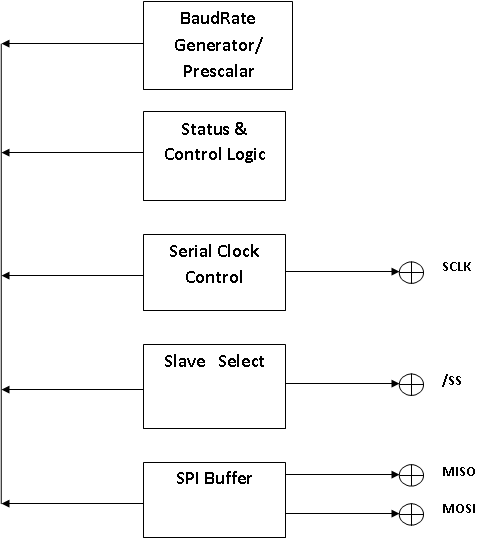 BaudRate
Generator/
Prescalar
Status &
Control Logic
Serial Clock
Control
SCLK
Slave Select
/SS
SPI Buffer
MISO
MOSI